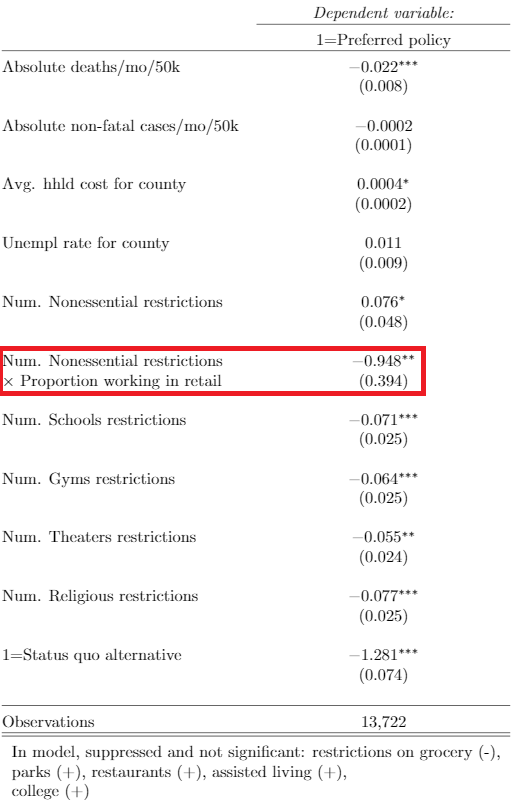 Dependent variable:
1=Preferred policy
Absolute deaths/mo/50k −0.022***
(0.008)
Absolute non-fatal cases/mo/50k −0.0002
(0.0001)
Avg. hhld cost for county 0.0004*
(0.0002)
Unempl rate for county 0.011
(0.009)
Num. Nonessential restrictions 0.076*
(0.048)
Num. Nonessential restrictions −0.948**
× Proportion working in retail (0.394)
Num. Schools restrictions −0.071***
(0.025)
Num. Gyms restrictions −0.064***
(0.025)
Num. Theaters restrictions −0.055**
(0.024)
Num. Religious restrictions −0.077***
(0.025)
1=Status quo alternative −1.281***
(0.074)
Observations 13,722
In model, suppressed and not significant: restrictions on grocery (-),
parks (+), restaurants (+), assisted living (+),
college (+)